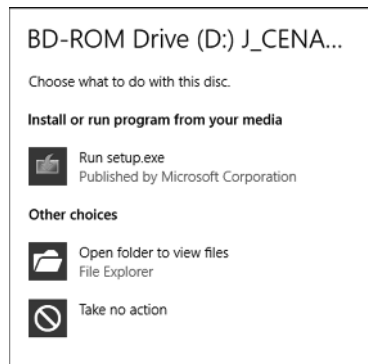 BD-ROM Drive (D:) J_CENA...
Choose what to do with this disc.
Install or run program from your media
Run setup.exe
Published by Microsoft Corporation
Other choices
Open folder to view files
File Explorer
Take no action